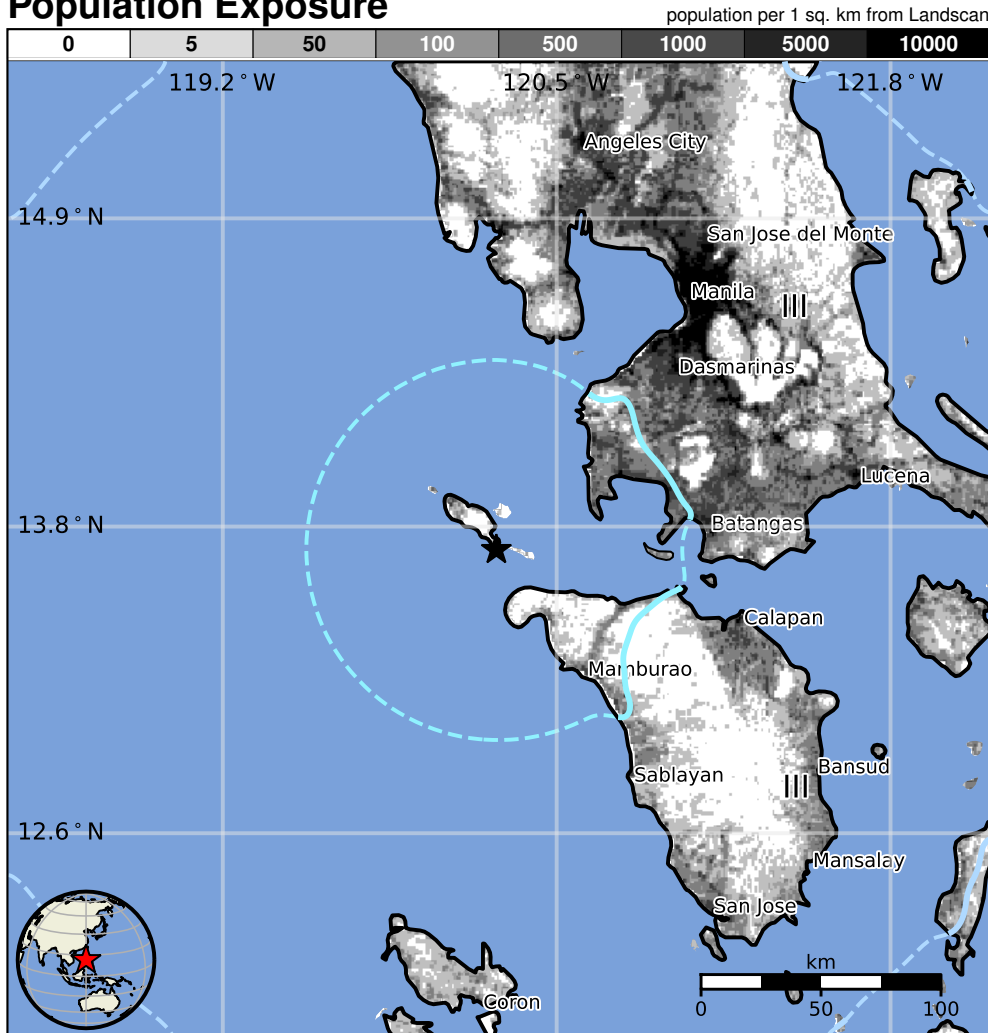 Population Exposure
population per 1 sq. km from Landscan
0 5 50 100 500 1000 5000 10000
119.2°W 120.5°W 121.8°W
Angeles City
14.9°N
San Jose del Monte
Manila
III
Dasmarinas
Lucena
13.8°N
Batangas
Calapan
Mamburao
Bansud
Sablayan
III
12.6°N
Mansalay
San Jose
km
Coron
0 50 100